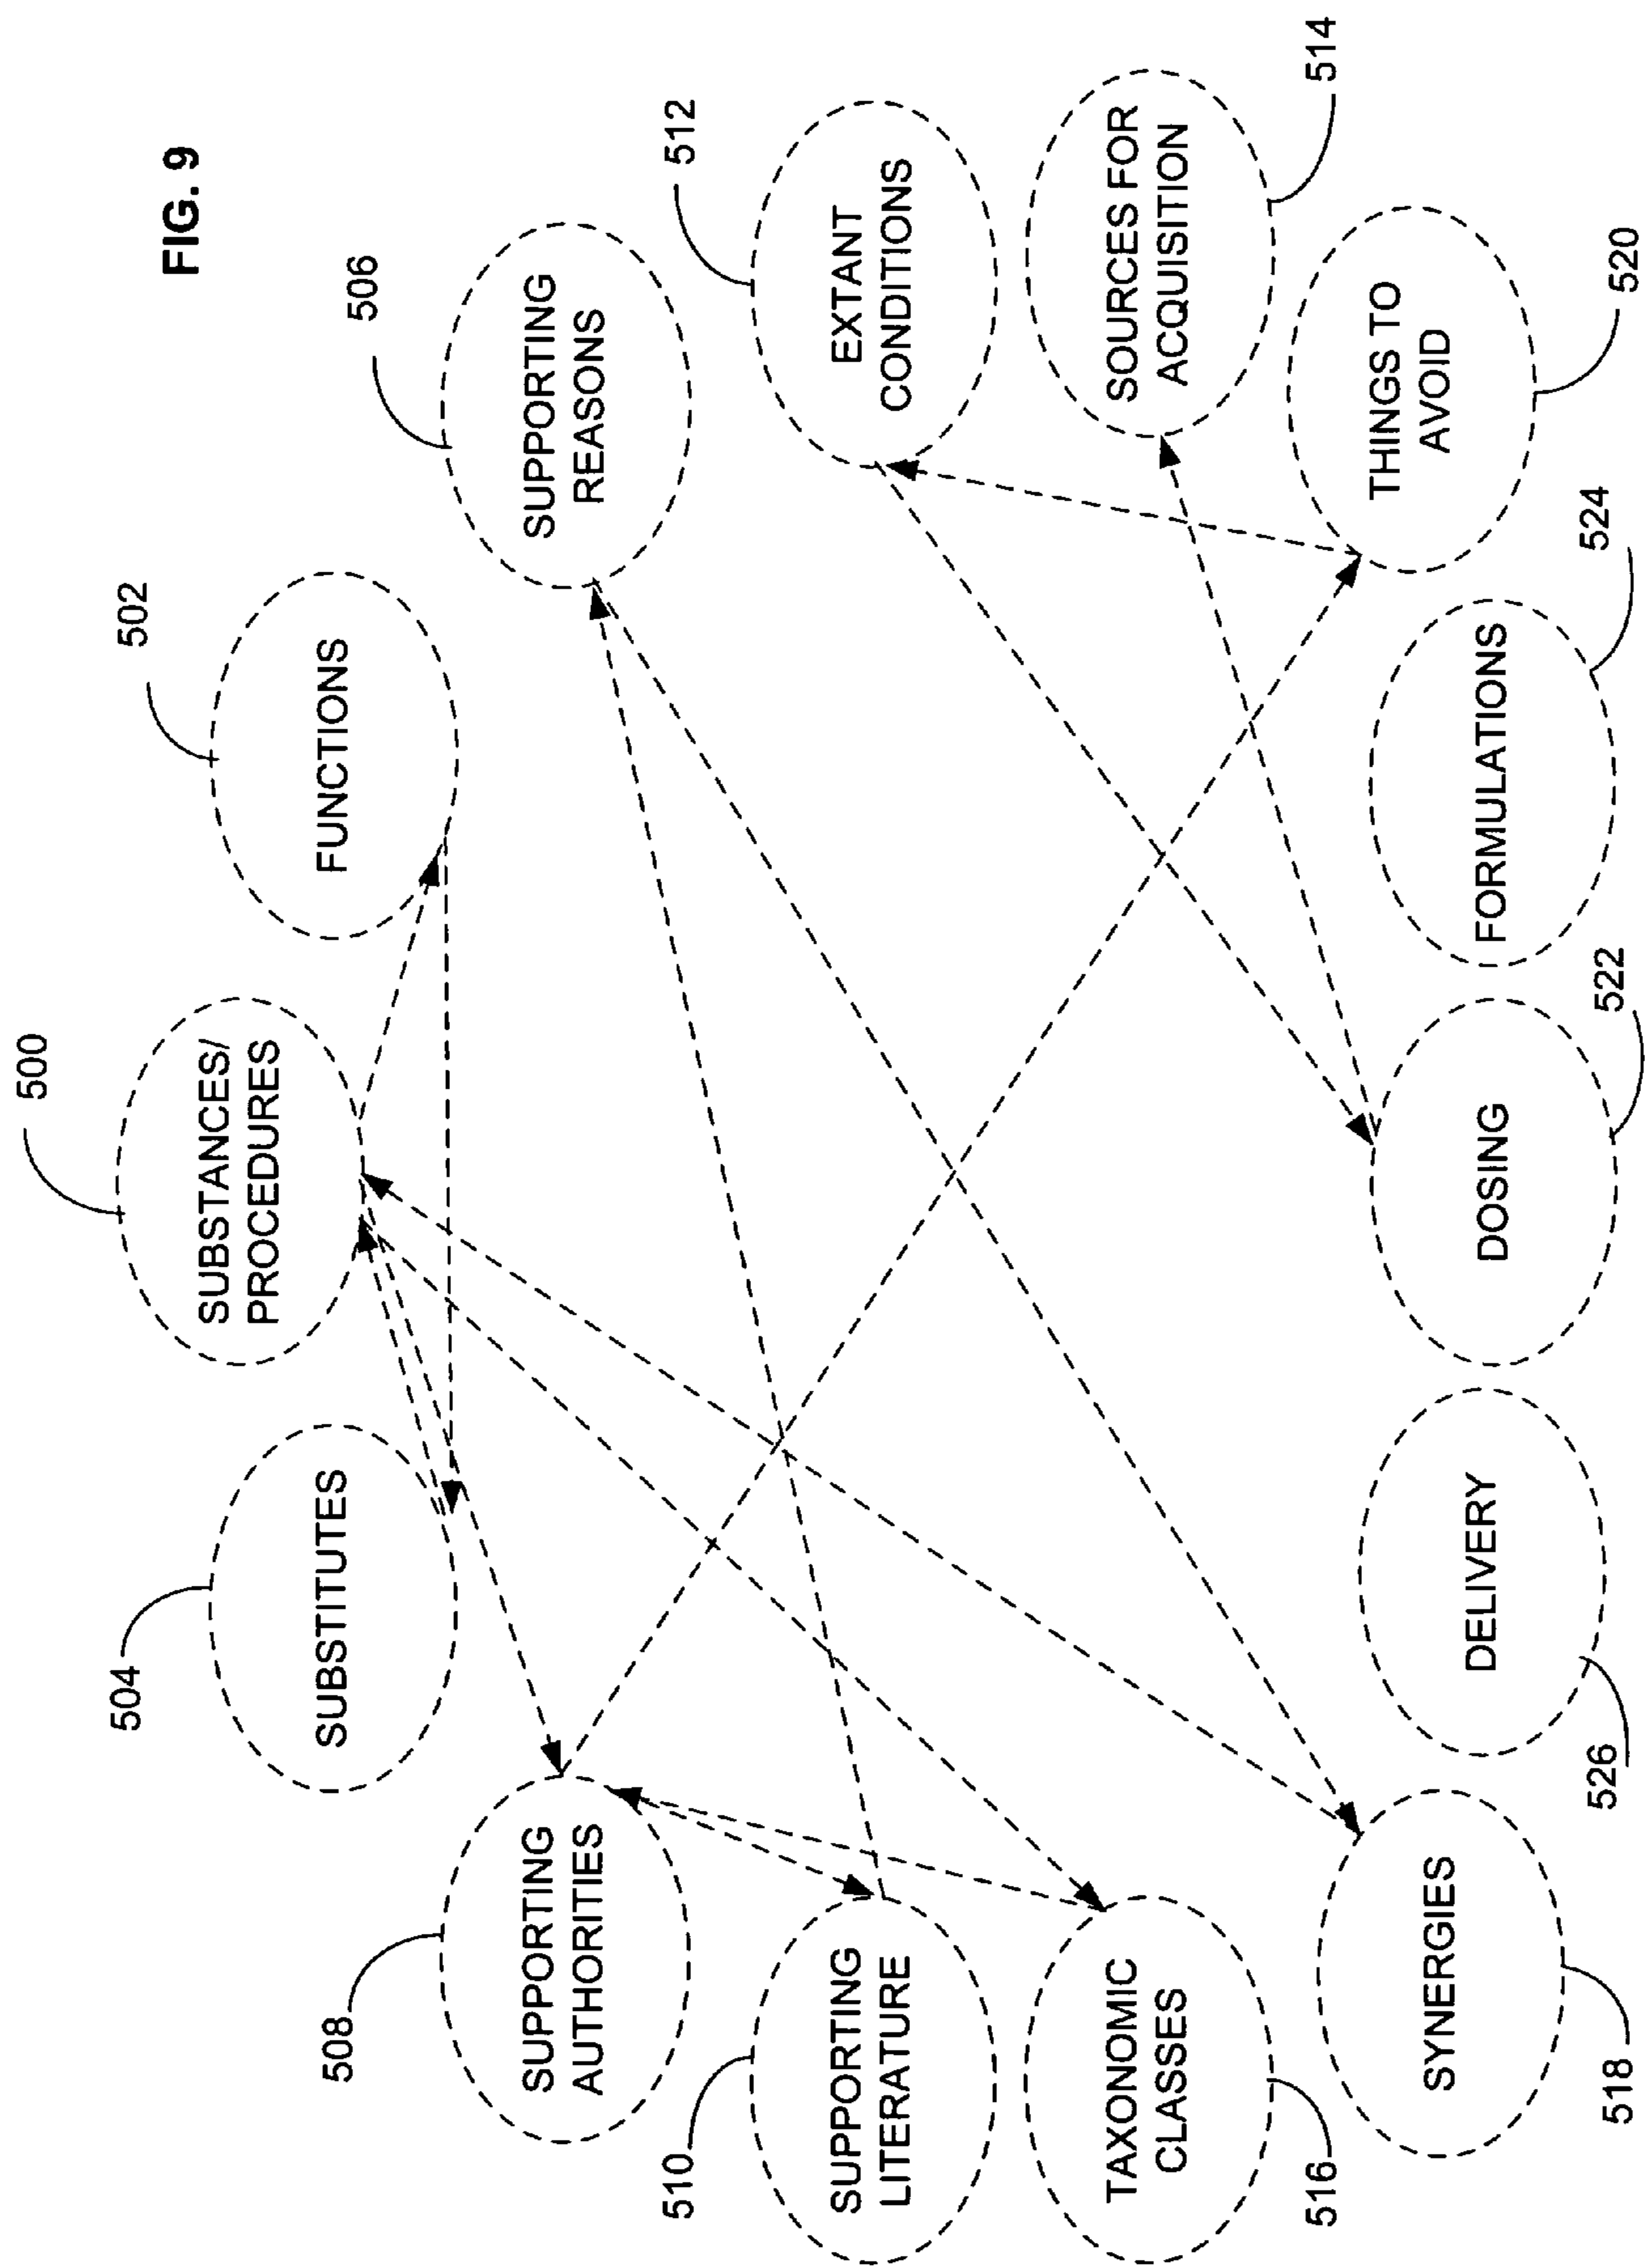 FIG. 9
500
SUBSTANCES/
PROCEDURES
504
SUBSTITUTES
502
FUNCTIONS
508
SUPPORTING
AUTHORITIES
506
SUPPORTING
REASONS
510
SUPPORTING
LITERATURE
512
EXTANT
CONDITIONS
516
TAXONOMIC
CLASSES
514
SOURCES FOR
ACQUISITION
518
SYNERGIES
520
THINGS TO
AVOID
526
DELIVERY
522
DOSING
524
FORMULATIONS